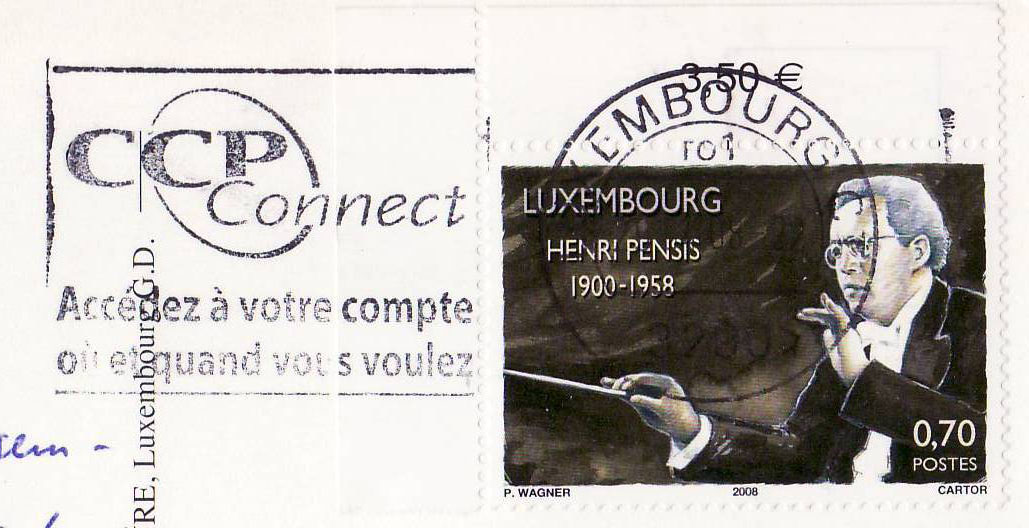 3,50 €
LUXEMBOURG
CCP
Connect
Accédez à votre compte
où et quand vous voulez
LUXEMBOURG
HENRI PENSIS
1900-1958
0,70
POSTES
P. WAGNER 2008 CARTOR
RE, Luxembourg G.D.